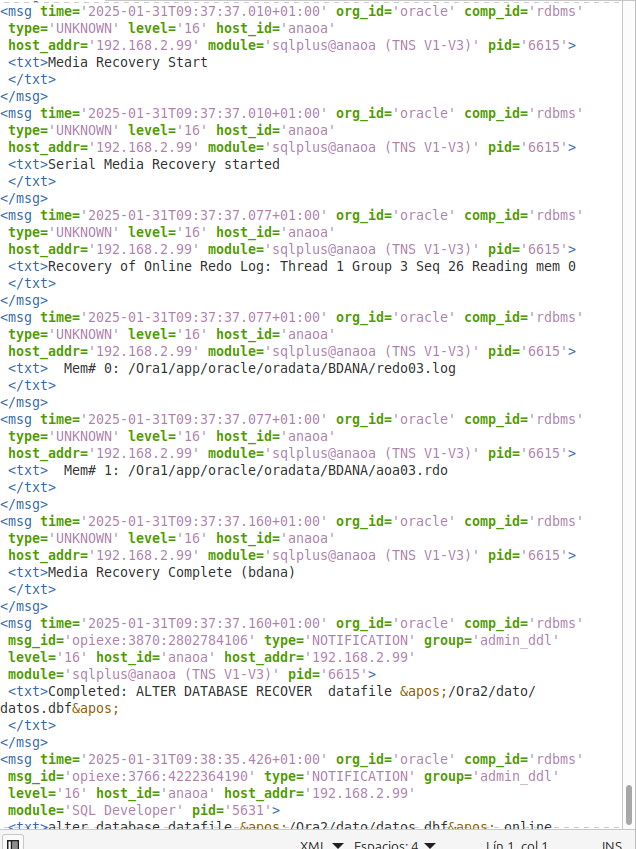 <msg time='2025-01-31T09:37:37.010+01:00' org_id='oracle' comp_id='rdbms'
type='UNKNOWN' level='16' host_id='anaoa'
host_addr='192.168.2.99' module='sqlplus@anaoa (TNS V1-V3)' pid='6615'>
<txt>Media Recovery Start
</txt>
</msg>
<msg time='2025-01-31T09:37:37.010+01:00' org_id='oracle' comp_id='rdbms'
type='UNKNOWN' level='16' host_id='anaoa'
host_addr='192.168.2.99' module='sqlplus@anaoa (TNS V1-V3)' pid='6615'>
<txt>Serial Media Recovery started
</txt>
</msg>
<msg time='2025-01-31T09:37:37.077+01:00' org_id='oracle' comp_id='rdbms'
type='UNKNOWN' level='16' host_id='anaoa'
host_addr='192.168.2.99' module='sqlplus@anaoa (TNS V1-V3)' pid='6615'>
<txt>Recovery of Online Redo Log: Thread 1 Group 3 Seq 26 Reading mem 0
</txt>
</msg>
<msg time='2025-01-31T09:37:37.077+01:00' org_id='oracle' comp_id='rdbms'
type='UNKNOWN' level='16' host_id='anaoa'
host_addr='192.168.2.99' module='sqlplus@anaoa (TNS V1-V3)' pid='6615'>
<txt>  Mem# 0: /Ora1/app/oracle/oradata/BDANA/redo03.log
</txt>
</msg>
<msg time='2025-01-31T09:37:37.077+01:00' org_id='oracle' comp_id='rdbms'
type='UNKNOWN' level='16' host_id='anaoa'
host_addr='192.168.2.99' module='sqlplus@anaoa (TNS V1-V3)' pid='6615'>
<txt>  Mem# 1: /Ora1/app/oracle/oradata/BDANA/aoa03.rdo
</txt>
</msg>
<msg time='2025-01-31T09:37:37.160+01:00' org_id='oracle' comp_id='rdbms'
type='UNKNOWN' level='16' host_id='anaoa'
host_addr='192.168.2.99' module='sqlplus@anaoa (TNS V1-V3)' pid='6615'>
<txt>Media Recovery Complete (bdana)
</txt>
</msg>
<msg time='2025-01-31T09:37:37.160+01:00' org_id='oracle' comp_id='rdbms'
msg_id='opiexe:3870:2802784106' type='NOTIFICATION' group='admin_ddl'
level='16' host_id='anaoa' host_addr='192.168.2.99'
module='sqlplus@anaoa (TNS V1-V3)' pid='6615'>
<txt>Completed: ALTER DATABASE RECOVER  datafile &apos;/Ora2/dato/
datos.dbf&apos;
</txt>
</msg>
<msg time='2025-01-31T09:38:35.426+01:00' org_id='oracle' comp_id='rdbms'
msg_id='opiexe:3766:4222364190' type='NOTIFICATION' group='admin_ddl'
level='16' host_id='anaoa' host_addr='192.168.2.99'
module='SQL Developer' pid='5631'>
<txt>alter database datafile &apos;/Ora2/dato/datos.dbf&apos; online
XML Espacios: 4 Lín 1, col 1 INS